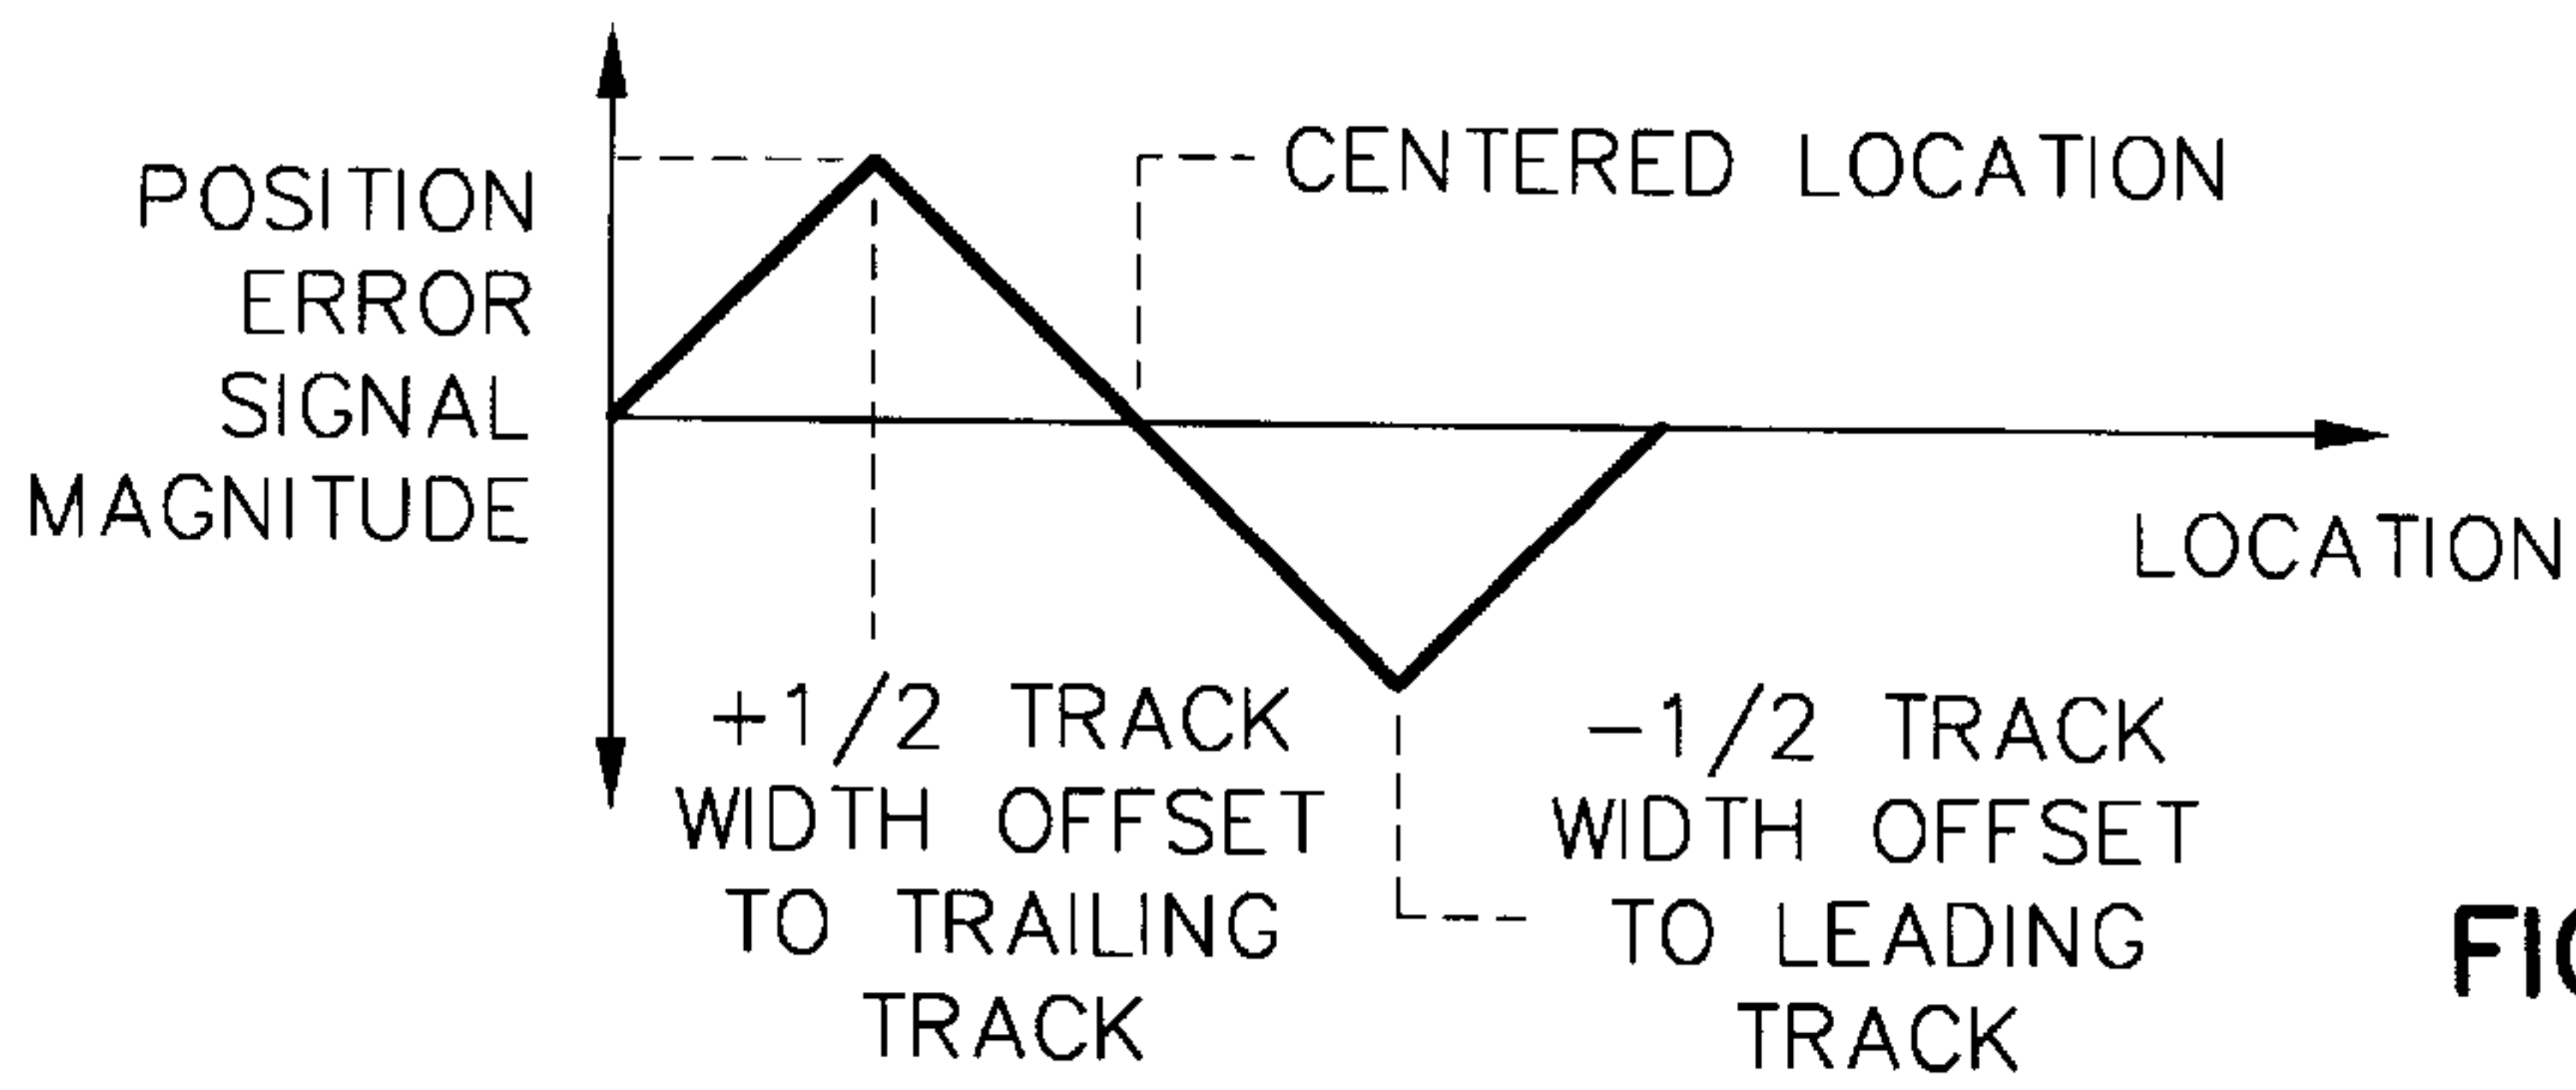 POSITION
ERROR
SIGNAL
MAGNITUDE
CENTERED LOCATION
LOCATION
+1/2 TRACK
WIDTH OFFSET
TO TRAILING
TRACK
-1/2 TRACK
WIDTH OFFSET
TO LEADING
TRACK